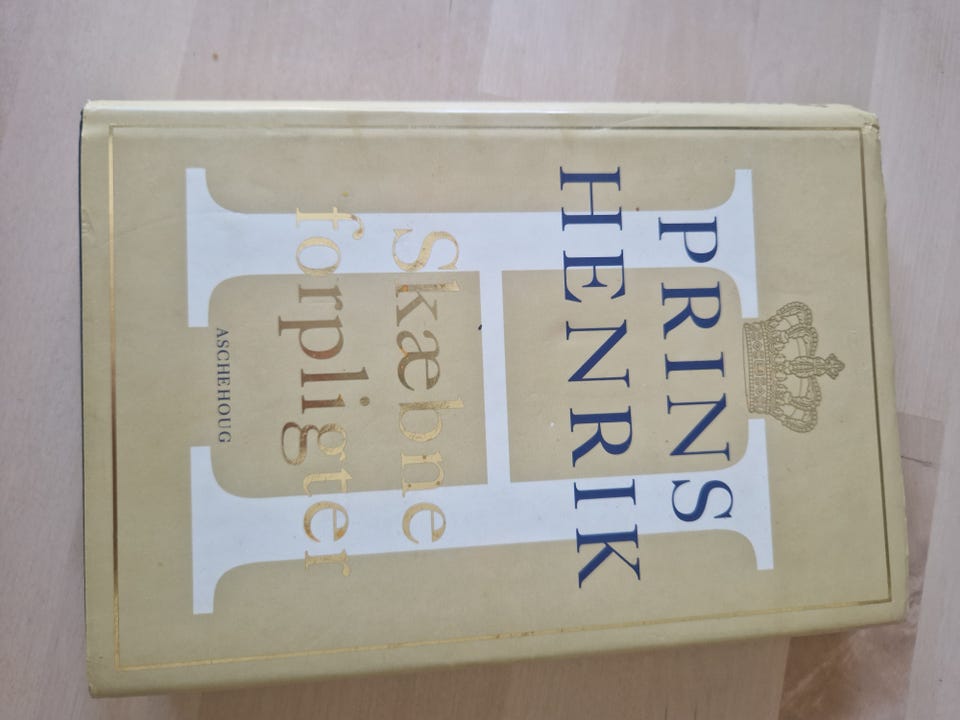 PRINS
HENRIK
Skæbne
forpligter
ASCHEHOUG